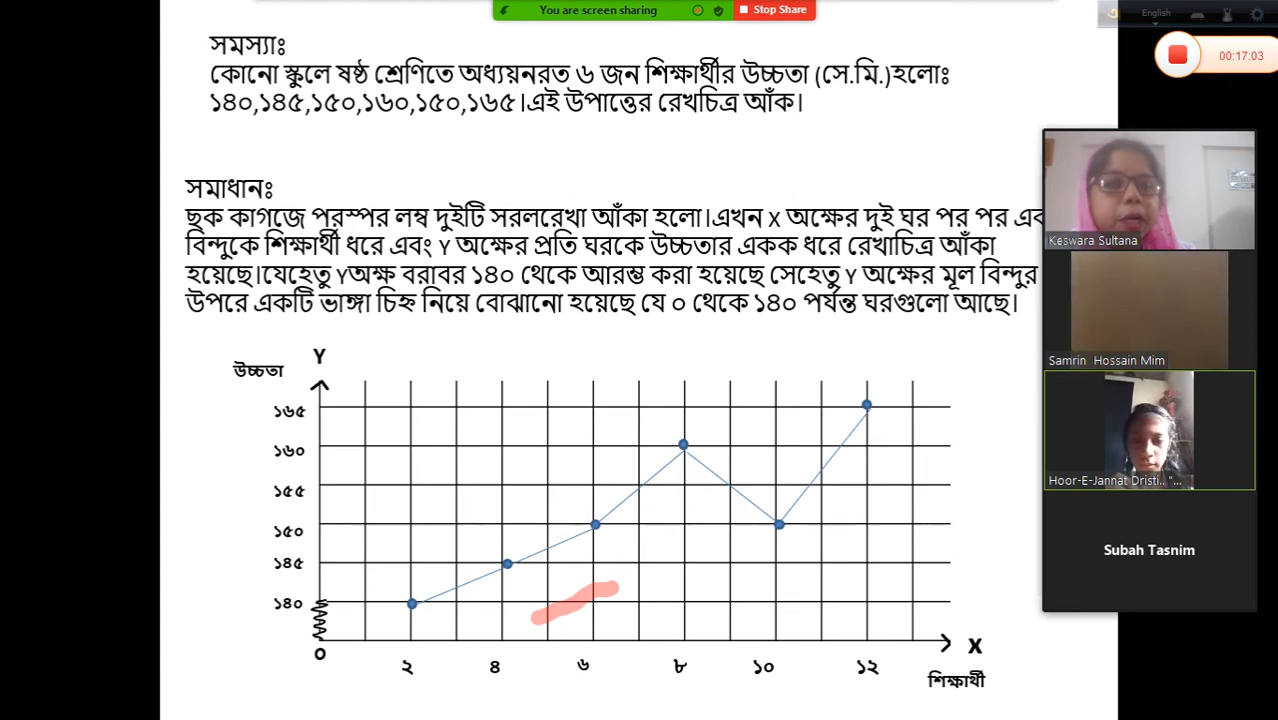 You are screen sharing
Stop Share
English
00:17:03
সমস্যাঃ
কোনো স্কুলে ষষ্ঠ শ্রেণিতে অধ্যয়নরত ৬ জন শিক্ষার্থীর উচ্চতা (সে.মি.)হলোঃ
১৪০,১৪৫,১৫০,১৬০,১৫০,১৬৫।এই উপাত্তের রেখচিত্র আঁক।
সমাধানঃ
ছক কাগজে পরস্পর লম্ব দুইটি সরলরেখা আঁকা হলো।এখন X অক্ষের দুই ঘর পর পর
বিন্দুকে শিক্ষার্থী ধরে এবং Y অক্ষের প্রতি ঘরকে উচ্চতার একক ধরে রেখাচিত্র আঁকা
হয়েছে।যেহেতু Yঅক্ষ বরাবর ১৪০ থেকে আরম্ভ করা হয়েছে সেহেতু Y অক্ষের মূল বিন্দুর
উপরে একটি ভাঙ্গা চিহ্ন নিয়ে বোঝানো হয়েছে যে ০ থেকে ১৪০ পর্যন্ত ঘরগুলো আছে।
Y
উচ্চতা
১৬৫
১৬০
১৫৫
১৫০
১৪৫
১৪০
০
২ ৪ ৬ ৮ ১০ ১২
X
শিক্ষার্থী
Keswara Sultana
Samrin Hossain Mim
Hoor-E-Jannat Dristi.. "...
Subah Tasnim